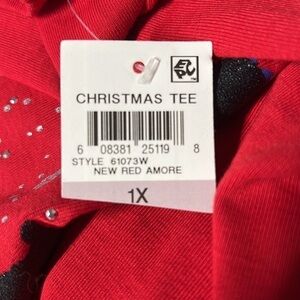 CHRISTMAS TEE
6 08381 25119 8
STYLE 61073W
NEW RED AMORE
1X